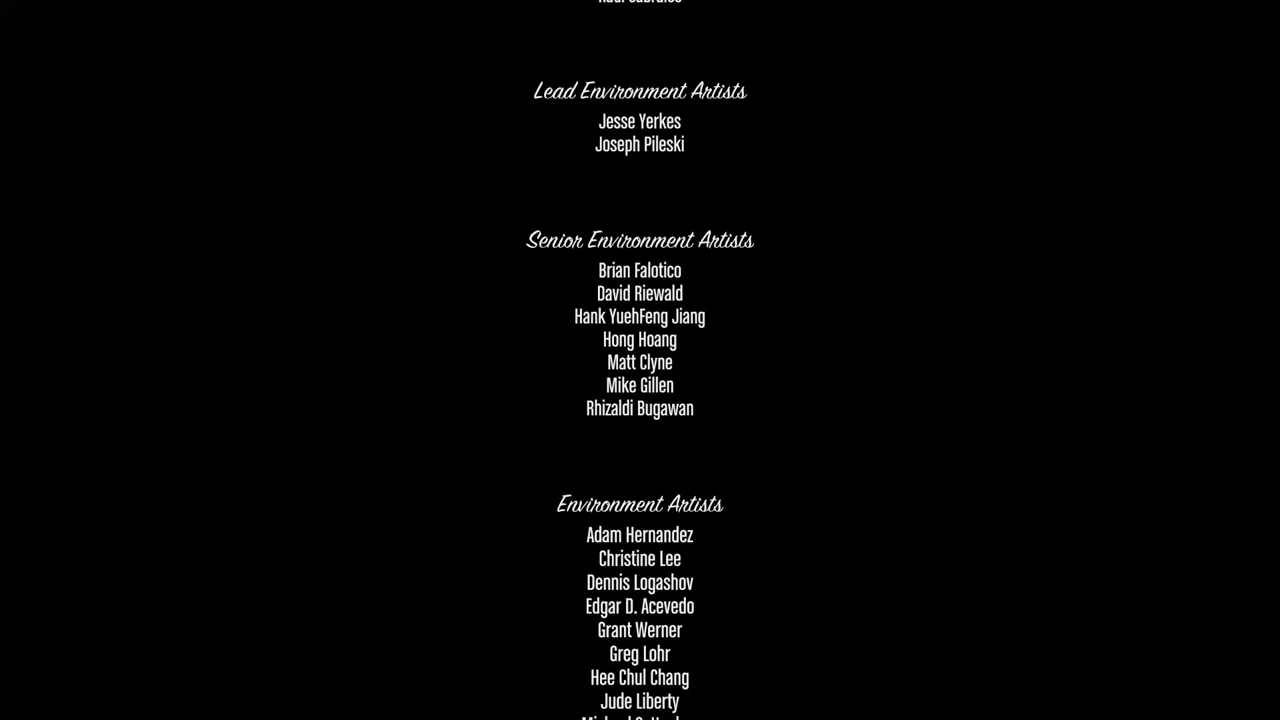 Lead Environment Artists
Jesse Yerkes
Joseph Pileski
Senior Environment Artists
Brian Falotico
David Riewald
Hank YuehFeng Jiang
Hong Hoang
Matt Clyne
Mike Gillen
Rhizaldi Bugawan
Environment Artists
Adam Hernandez
Christine Lee
Dennis Logashov
Edgar D. Acevedo
Grant Werner
Greg Lohr
Hee Chul Chang
Jude Liberty